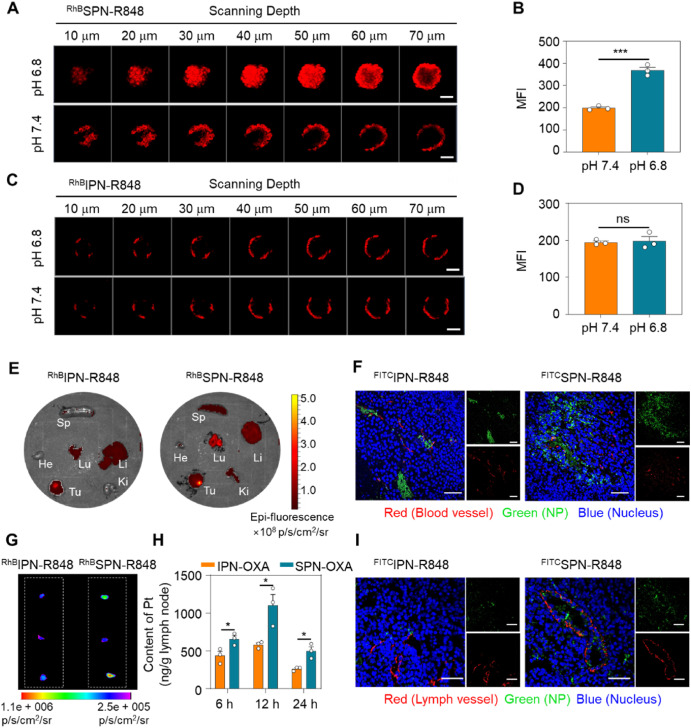 A
RhBSPN-R848
Scanning Depth
10 μm 20 μm 30 μm 40 μm 50 μm 60 μm 70 μm
pH 6.8
pH 7.4
B
MFI
500
400
300
200
100
0
***
pH 7.4 pH 6.8
C
RhBIPN-R848
Scanning Depth
10 μm 20 μm 30 μm 40 μm 50 μm 60 μm 70 μm
pH 6.8
pH 7.4
D
MFI
300
200
100
0
ns
pH 7.4 pH 6.8
E
RhBIPN-R848 RhBSPN-R848
Sp
He Lu Li
Ki
Tu
Sp
He Lu Li
Tu Ki
5.0
4.0
3.0
2.0
1.0
0
Epi-fluorescence
×10⁸ p/s/cm²/sr
F
FITCIPN-R848 FITCSPN-R848
Red (Blood vessel) Green (NP) Blue (Nucleus)
G
RhBIPN-R848 RhBSPN-R848
1.1e + 006 2.5e + 005
p/s/cm²/sr p/s/cm²/sr
H
IPN-OXA SPN-OXA
Content of Pt
(ng/g lymph node)
1500
1000
500
0
* * *
6 h 12 h 24 h
I
FITCIPN-R848 FITCSPN-R848
Red (Lymph vessel) Green (NP) Blue (Nucleus)